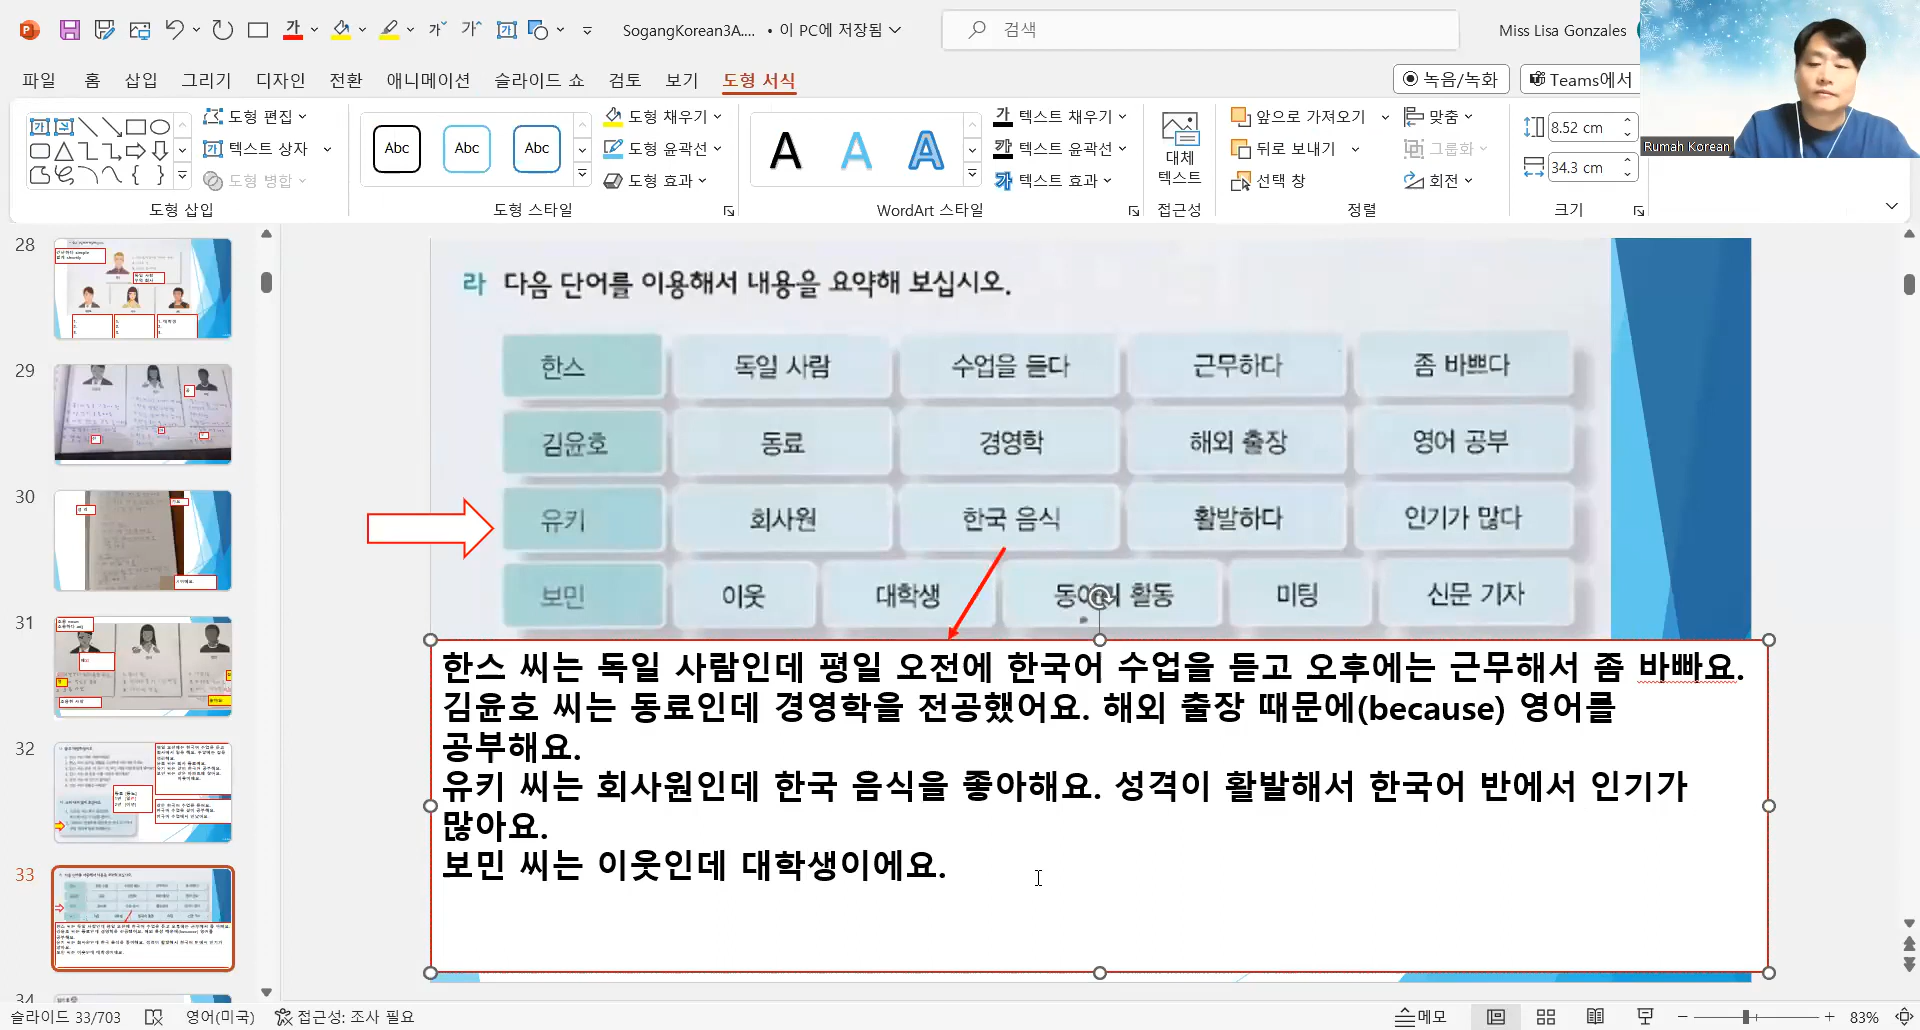 SogangKorean3A.... • 이 PC에 저장됨
검색
Miss Lisa Gonzales
파일 홈 삽입 그리기 디자인 전환 애니메이션 슬라이드 쇼 검토 보기 도형 서식
녹음/녹화
Teams에서
도형 편집
텍스트 상자
도형 병합
도형 삽입
Abc Abc Abc
도형 채우기
도형 윤곽선
도형 효과
도형 스타일
A A A
텍스트 채우기
텍스트 윤곽선
텍스트 효과
WordArt 스타일
대체
텍스트
접근성
앞으로 가져오기
뒤로 보내기
선택 창
맞춤
그룹화
회전
정렬
8.52 cm
34.3 cm
크기
Rumah Korean
28
29
30
31
32
33
34
라 다음 단어를 이용해서 내용을 요약해 보십시오.
한스 독일 사람 수업을 듣다 근무하다 좀 바쁘다
김윤호 동료 경영학 해외 출장 영어 공부
유키 회사원 한국 음식 활발하다 인기가 많다
보민 이웃 대학생 활동 미팅 신문 기자
한스 씨는 독일 사람인데 평일 오전에 한국어 수업을 듣고 오후에는 근무해서 좀 바빠요.
김윤호 씨는 동료인데 경영학을 전공했어요. 해외 출장 때문에(because) 영어를
공부해요.
유키 씨는 회사원인데 한국 음식을 좋아해요. 성격이 활발해서 한국어 반에서 인기가
많아요.
보민 씨는 이웃인데 대학생이에요.
슬라이드 33/703 영어(미국) 접근성: 조사 필요
메모
83%